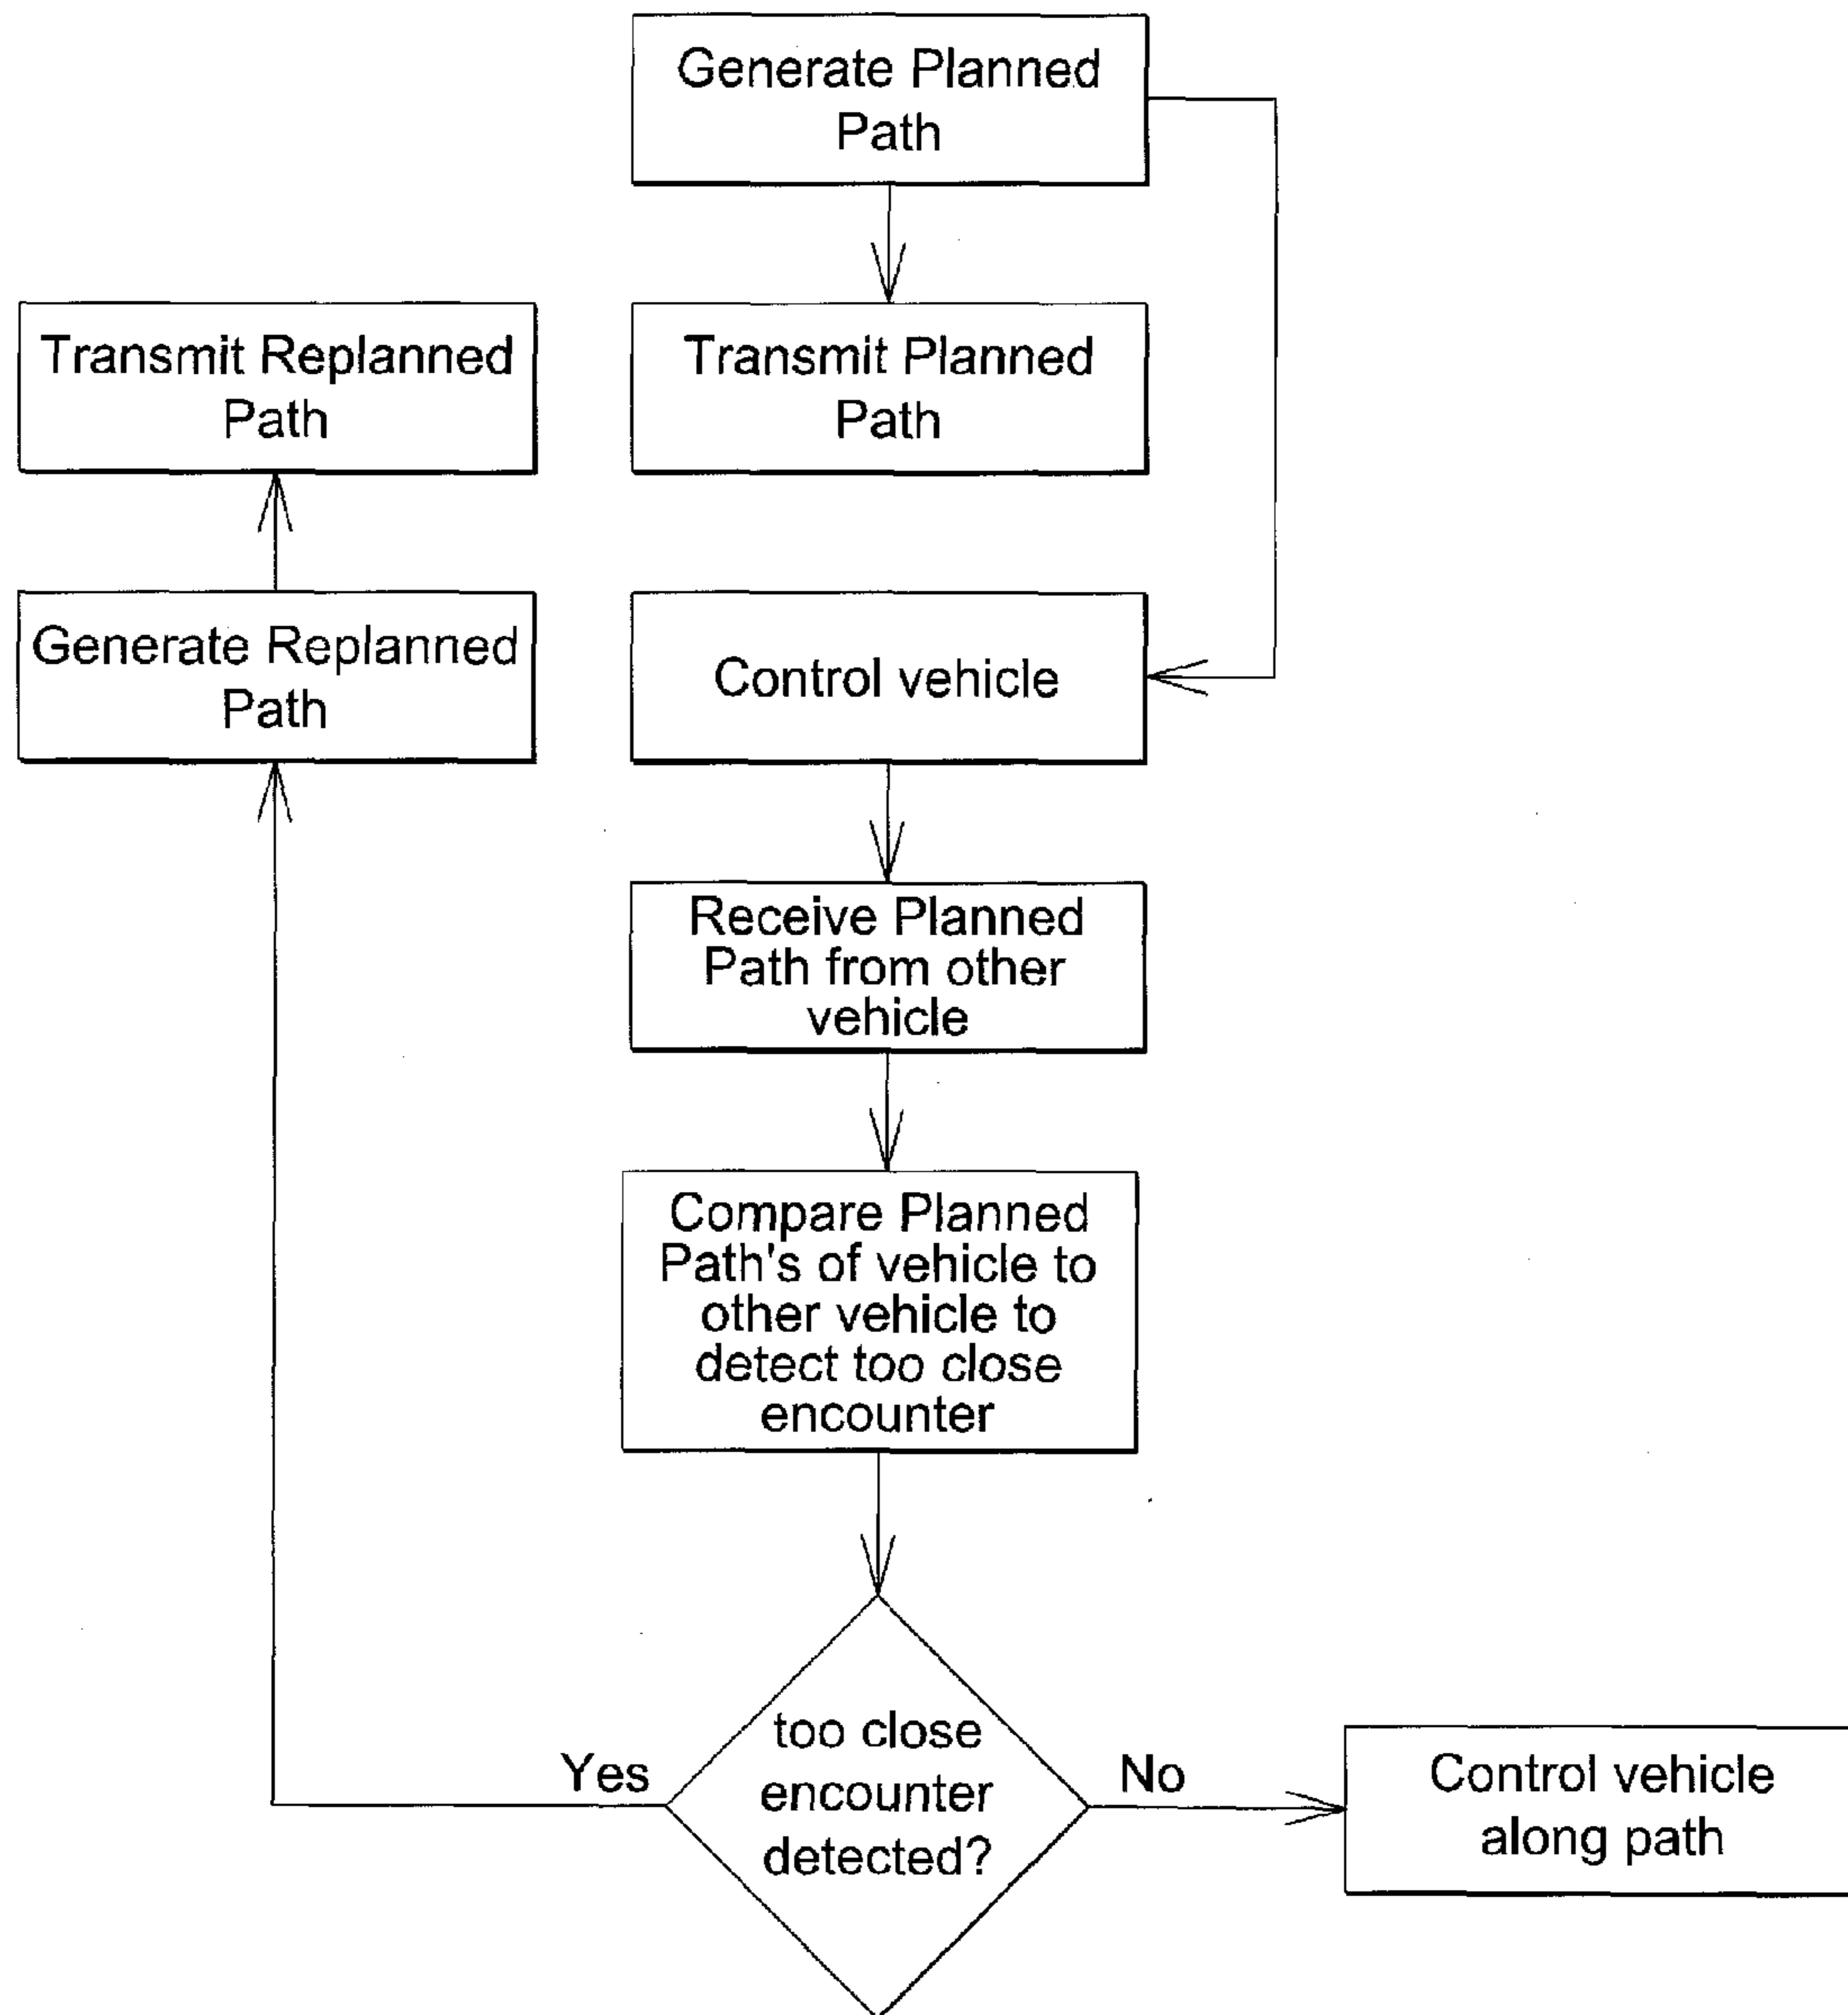 Generate Planned
Path
Transmit Replanned
Path
Transmit Planned
Path
Generate Replanned
Path
Control vehicle
Receive Planned
Path from other
vehicle
Compare Planned
Path's of vehicle to
other vehicle to
detect too close
encounter
too close
encounter
detected?
Yes
No
Control vehicle
along path